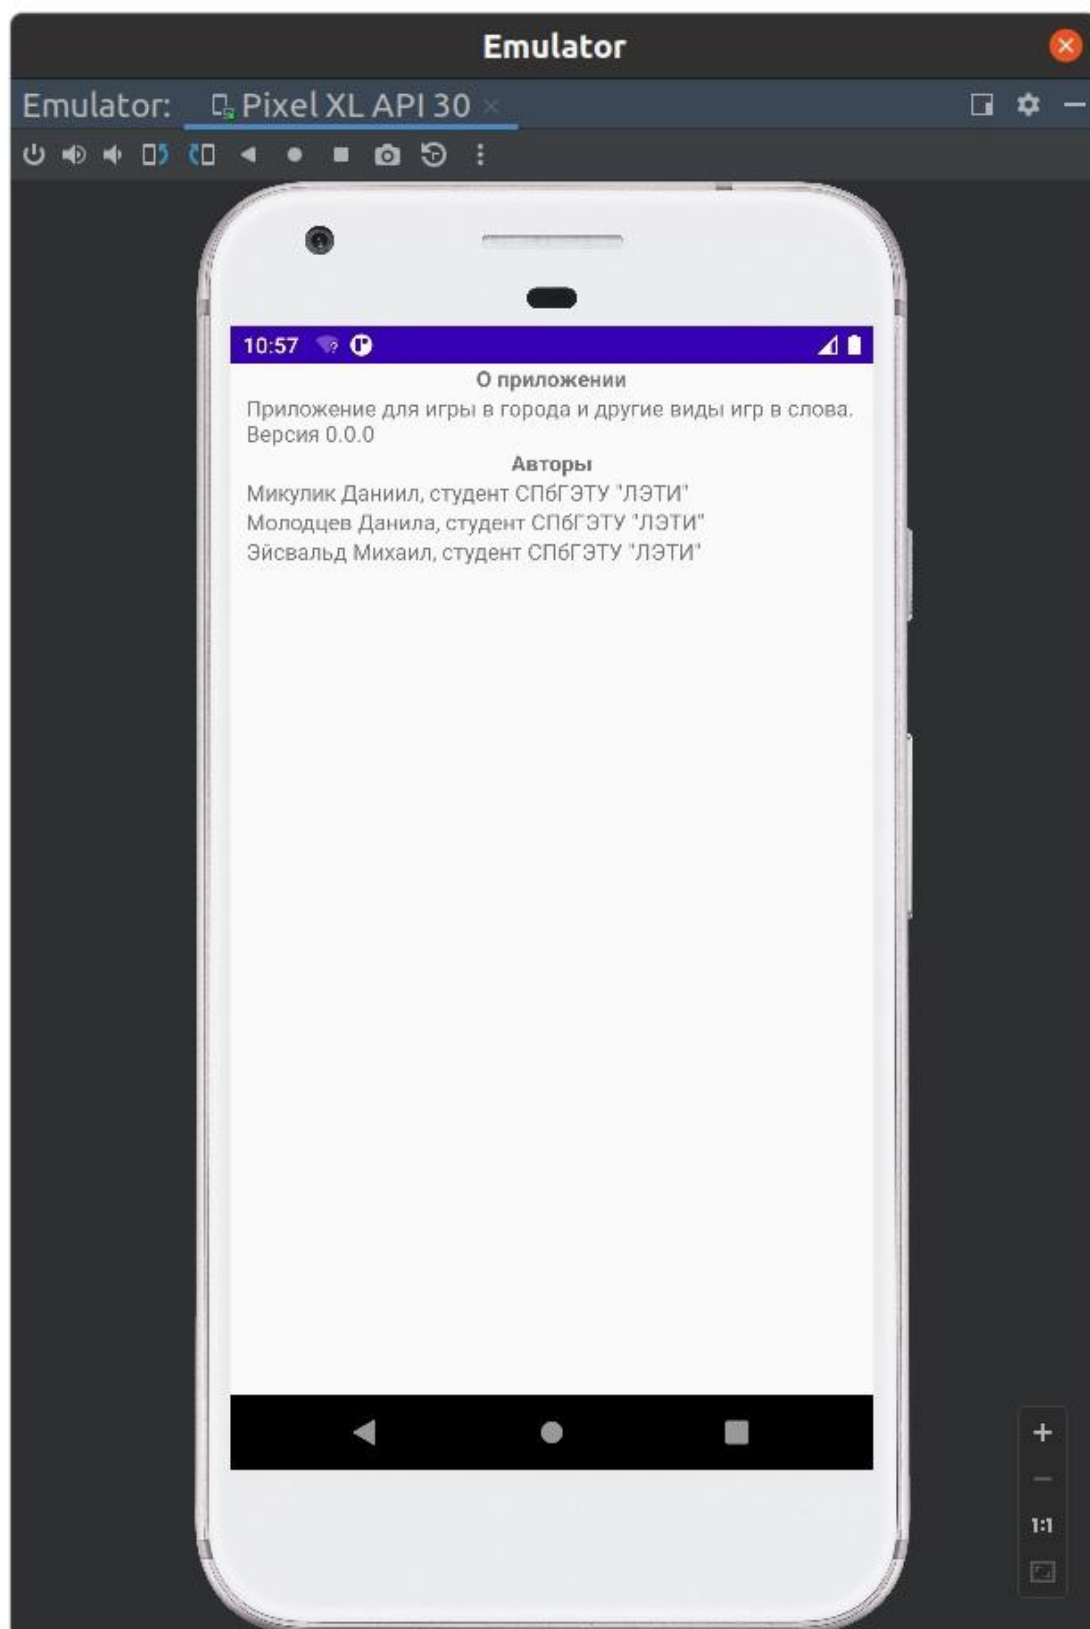 Emulator
Emulator: Pixel XL API 30
10:57
О приложении
Приложение для игры в города и другие виды игр в слова.
Версия 0.0.0
Авторы
Микулик Даниил, студент СПбГЭТУ "ЛЭТИ"
Молодцев Данила, студент СПбГЭТУ "ЛЭТИ"
Эйсвальд Михаил, студент СПбГЭТУ "ЛЭТИ"
1:1